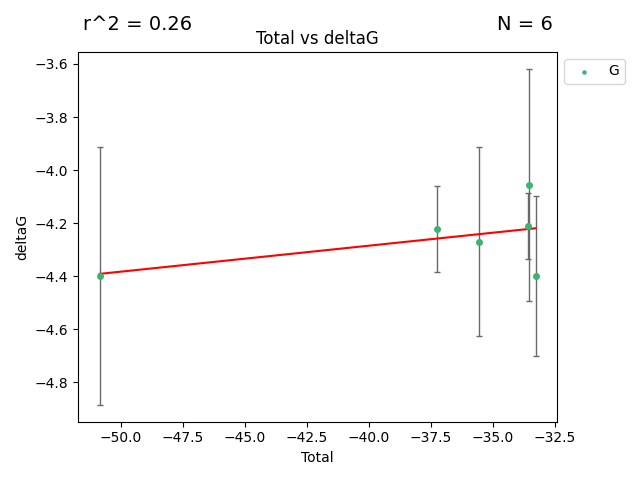 r^2 = 0.26
N = 6
Total vs deltaG
G
deltaG
−3.6
−3.8
−4.0
−4.2
−4.4
−4.6
−4.8
−50.0
−47.5
−45.0
−42.5
−40.0
−37.5
−35.0
−32.5
Total